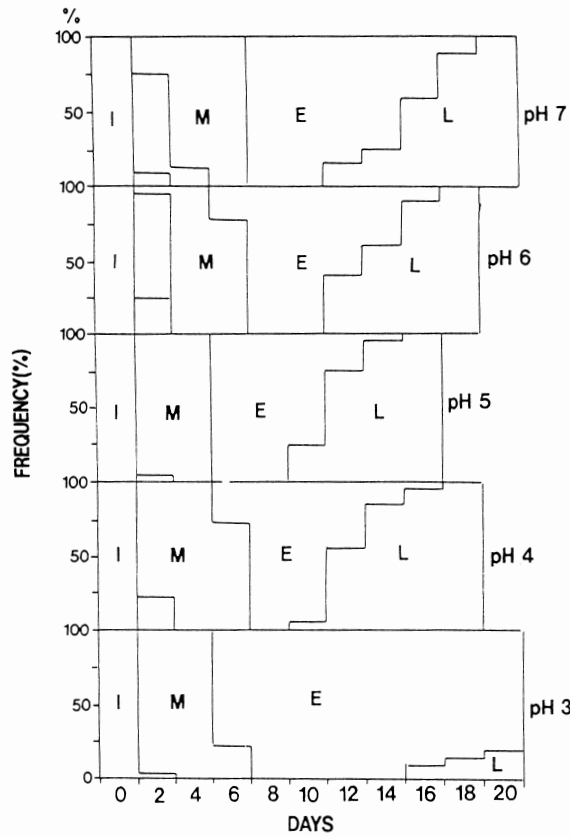 %
100
50
I M E L pH 7
100
50
I M E L pH 6
100
50
I M E L pH 5
100
50
I M E L pH 4
100
50
I M E L pH 3
0
0 2 4 6 8 10 12 14 16 18 20
DAYS
FREQUENCY(%)